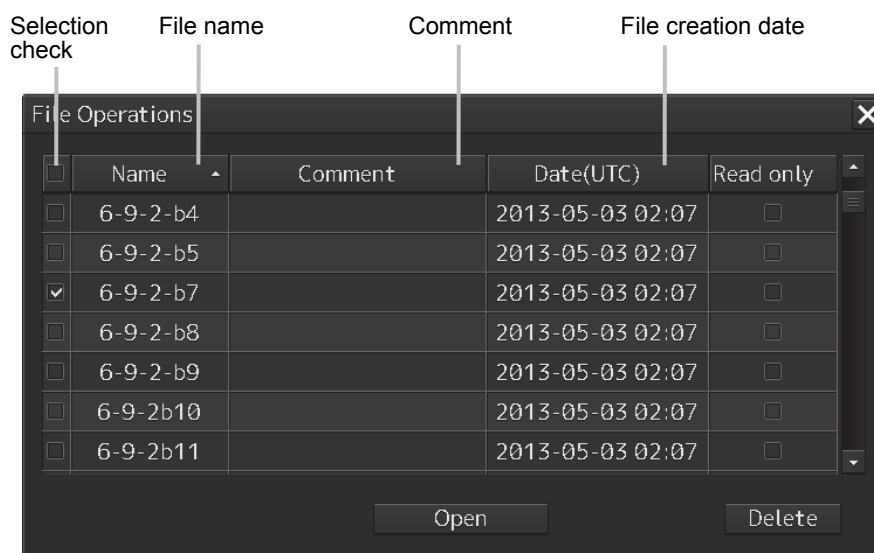 Selection check File name Comment File creation date
File Operations
Name Comment Date(UTC) Read only
6-9-2-b4 2013-05-03 02:07
6-9-2-b5 2013-05-03 02:07
6-9-2-b7 2013-05-03 02:07
6-9-2-b8 2013-05-03 02:07
6-9-2-b9 2013-05-03 02:07
6-9-2b10 2013-05-03 02:07
6-9-2b11 2013-05-03 02:07
Open Delete